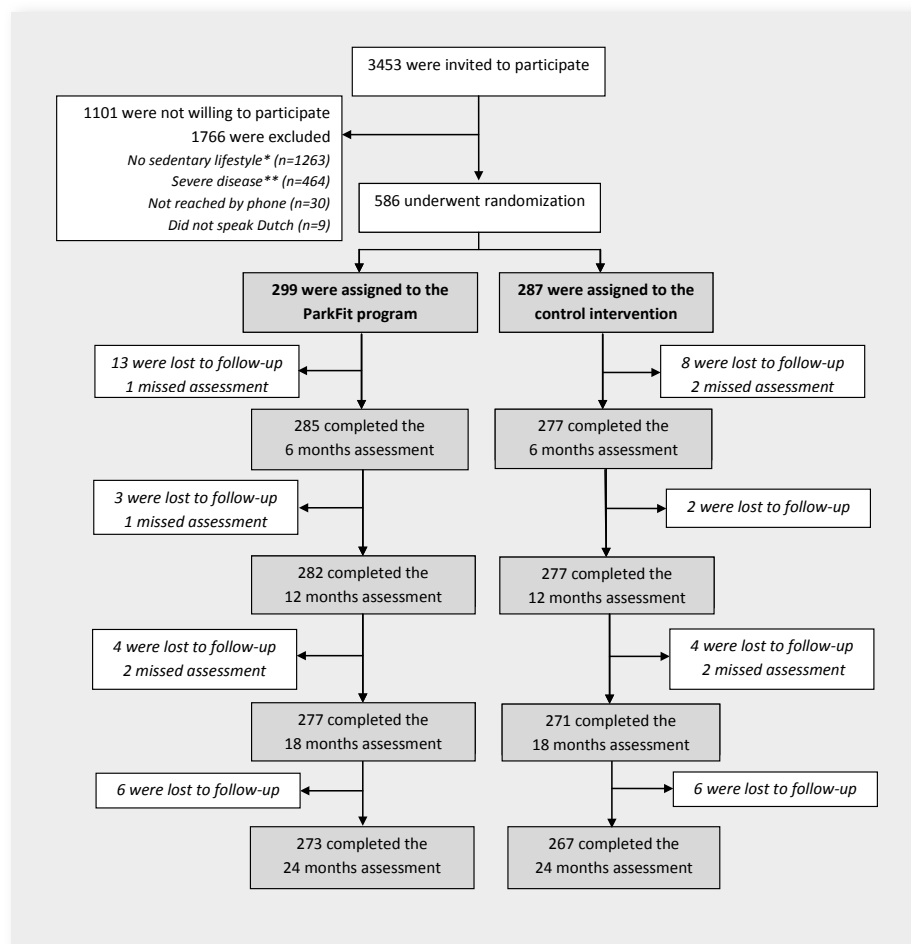 3453 were invited to participate
1101 were not willing to participate
1766 were excluded
No sedentary lifestyle* (n=1263)
Severe disease** (n=464)
Not reached by phone (n=30)
Did not speak Dutch (n=9)
586 underwent randomization
299 were assigned to the
ParkFit program
287 were assigned to the
control intervention
13 were lost to follow-up
1 missed assessment
8 were lost to follow-up
2 missed assessment
285 completed the
6 months assessment
277 completed the
6 months assessment
3 were lost to follow-up
1 missed assessment
2 were lost to follow-up
282 completed the
12 months assessment
277 completed the
12 months assessment
4 were lost to follow-up
2 missed assessment
4 were lost to follow-up
2 missed assessment
277 completed the
18 months assessment
271 completed the
18 months assessment
6 were lost to follow-up
6 were lost to follow-up
273 completed the
24 months assessment
267 completed the
24 months assessment